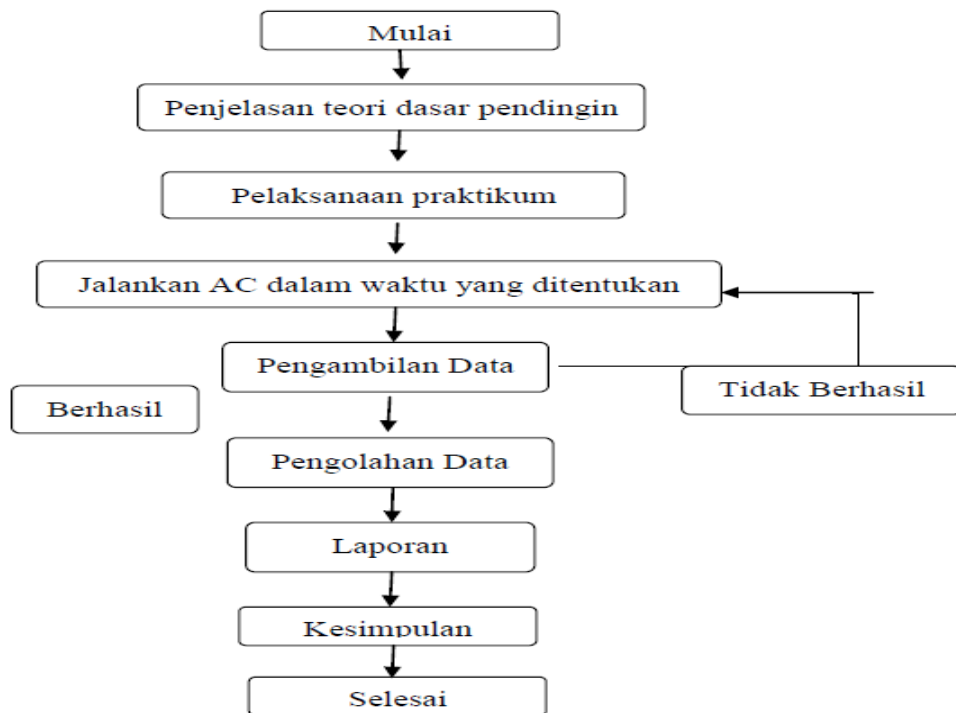 Mulai
Penjelasan teori dasar pendingin
Pelaksanaan praktikum
Jalankan AC dalam waktu yang ditentukan
Pengambilan Data
Tidak Berhasil
Berhasil
Pengolahan Data
Laporan
Kesimpulan
Selesai